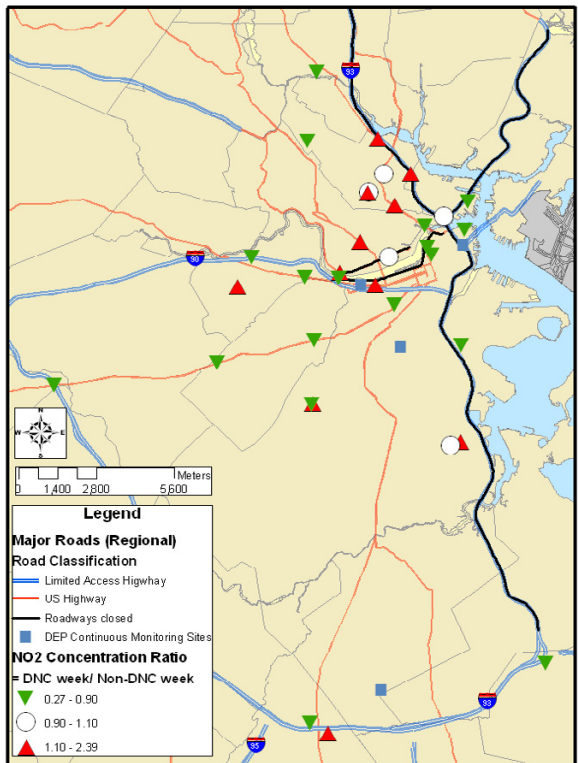 93
90
N
W E
S
Meters
0 1,400 2,800 5,600
Legend
Major Roads (Regional)
Road Classification
Limited Access Higwhay
US Highway
Roadways closed
DEP Continuous Monitoring Sites
NO2 Concentration Ratio
= DNC week/ Non-DNC week
0.27 - 0.90
0.90 - 1.10
1.10 - 2.39
93
95